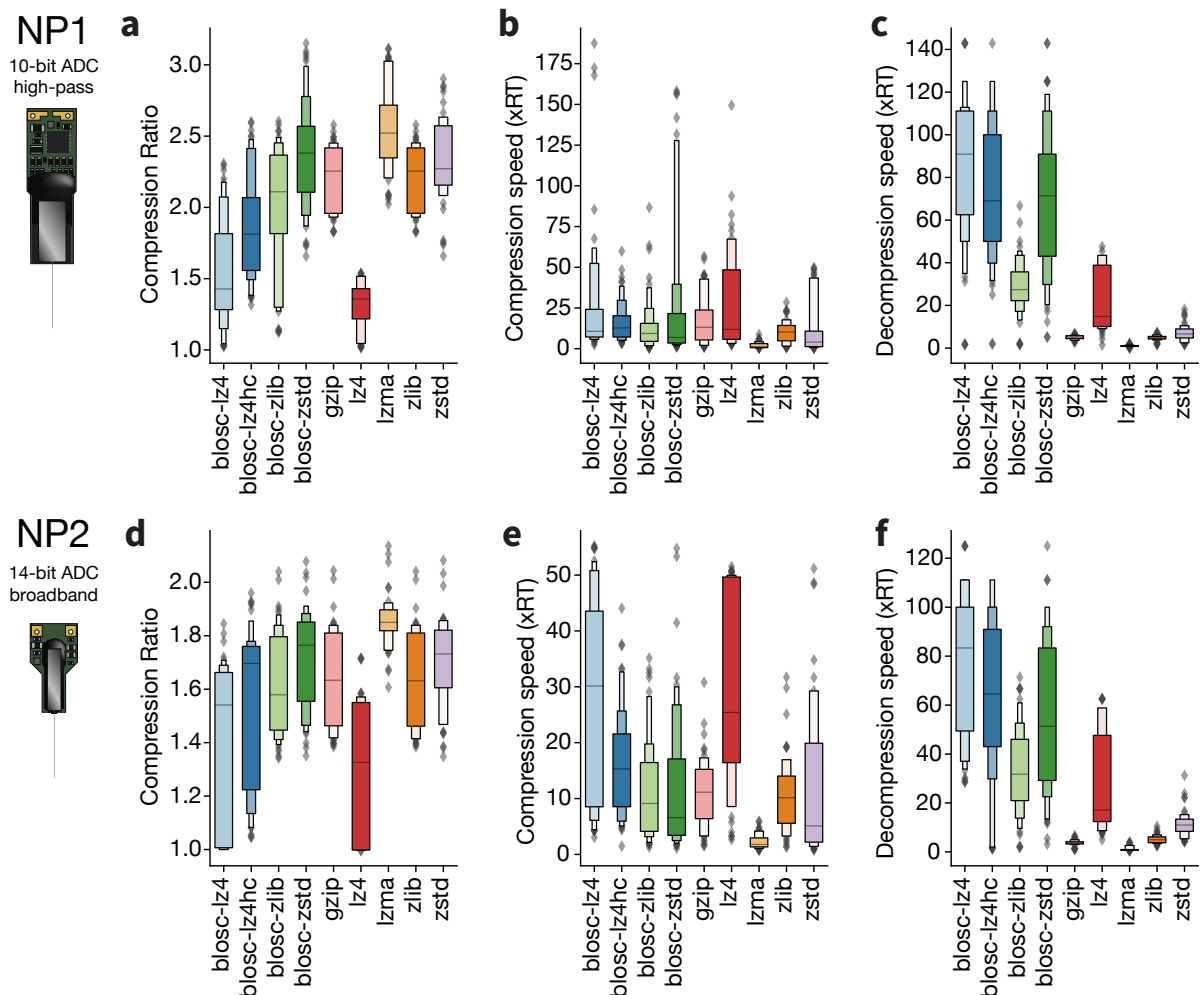 NP1
10-bit ADC
high-pass
a
Compression Ratio
3.0
2.5
2.0
1.5
1.0
blosc-lz4
blosc-lz4hc
blosc-zlib
blosc-zstd
gzip
lz4
lzma
zlib
zstd
b
Compression speed (xRT)
175
150
125
100
75
50
25
0
blosc-lz4
blosc-lz4hc
blosc-zlib
blosc-zstd
gzip
lz4
lzma
zlib
zstd
c
Decompression speed (xRT)
140
120
100
80
60
40
20
0
blosc-lz4
blosc-lz4hc
blosc-zlib
blosc-zstd
gzip
lz4
lzma
zlib
zstd
NP2
14-bit ADC
broadband
d
Compression Ratio
2.0
1.8
1.6
1.4
1.2
1.0
blosc-lz4
blosc-lz4hc
blosc-zlib
blosc-zstd
gzip
lz4
lzma
zlib
zstd
e
Compression speed (xRT)
50
40
30
20
10
0
blosc-lz4
blosc-lz4hc
blosc-zlib
blosc-zstd
gzip
lz4
lzma
zlib
zstd
f
Decompression speed (xRT)
120
100
80
60
40
20
0
blosc-lz4
blosc-lz4hc
blosc-zlib
blosc-zstd
gzip
lz4
lzma
zlib
zstd